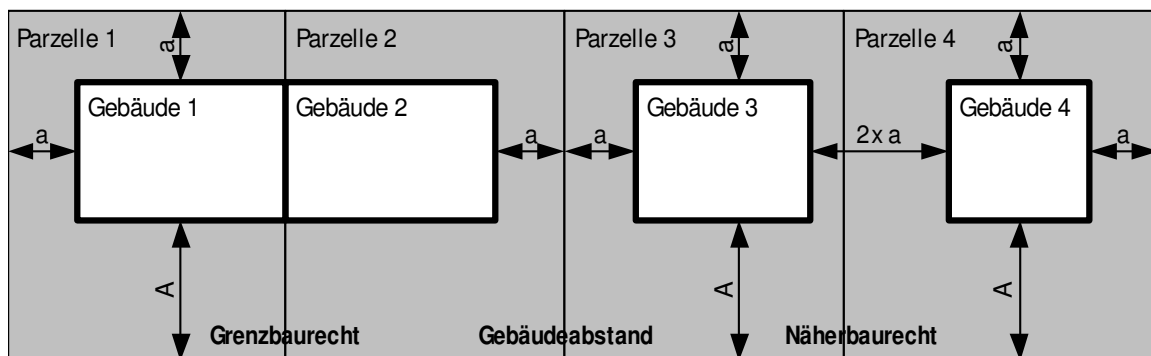 Parzelle 1 a Parzelle 2 Parzelle 3 a Parzelle 4 a
Gebäude 1 Gebäude 2 Gebäude 3 Gebäude 4
a a a 2 x a a
A A A
Grenzbaurecht Gebäudeabstand Näherbaurecht